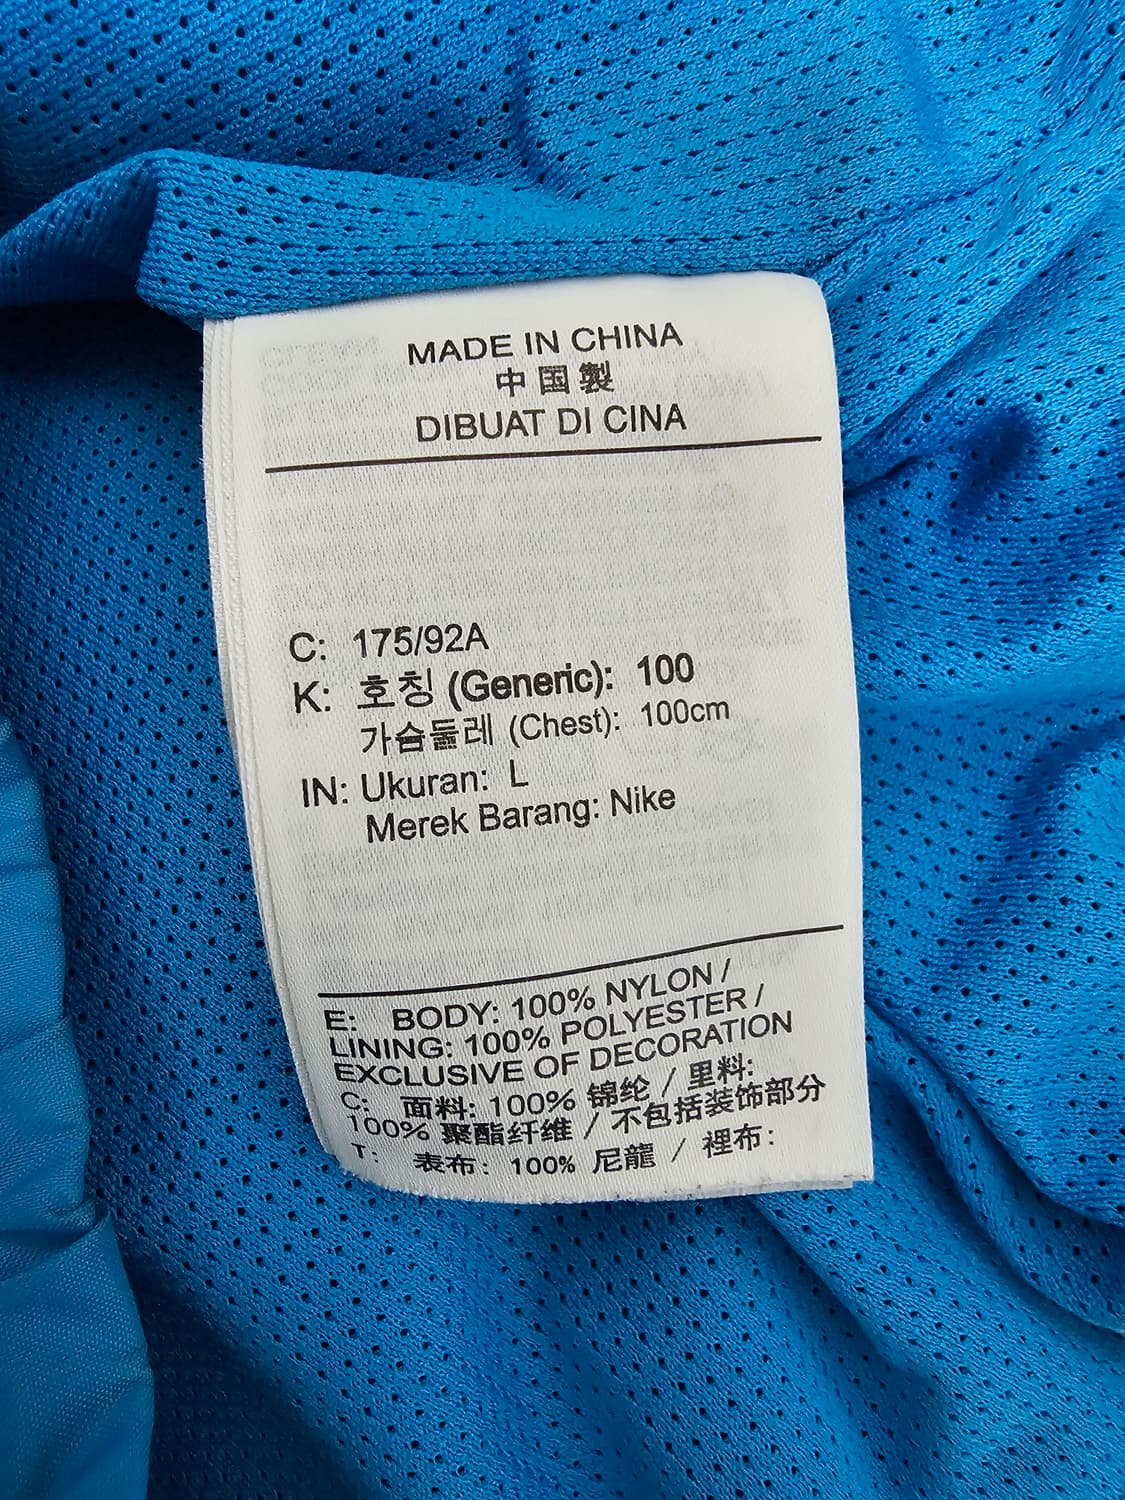 MADE IN CHINA
中国製
DIBUAT DI CINA
C: 175/92A
K: 호칭 (Generic): 100
가슴둘레 (Chest): 100cm
IN: Ukuran: L
Merek Barang: Nike
E: BODY: 100% NYLON /
LINING: 100% POLYESTER /
EXCLUSIVE OF DECORATION
C: 面料: 100% 锦纶 / 里料:
100% 聚酯纤维 / 不包括装饰部分
T: 表布: 100% 尼龍 / 裡布: